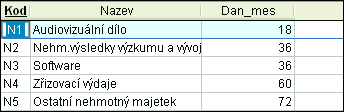 Kod Nazev Dan_mes
N1 Audiovizuální dílo 18
N2 Nehm.výsledky výzkumu a vývoj 36
N3 Software 36
N4 Zřizovací výdaje 60
N5 Ostatní nehmotný majetek 72